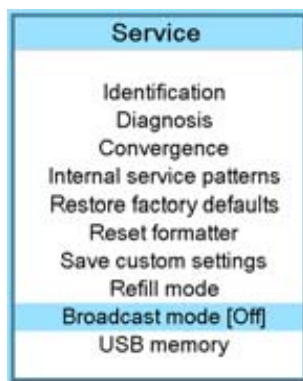 Service
Identification
Diagnosis
Convergence
Internal service patterns
Restore factory defaults
Reset formatter
Save custom settings
Refill mode
Broadcast mode [Off]
USB memory